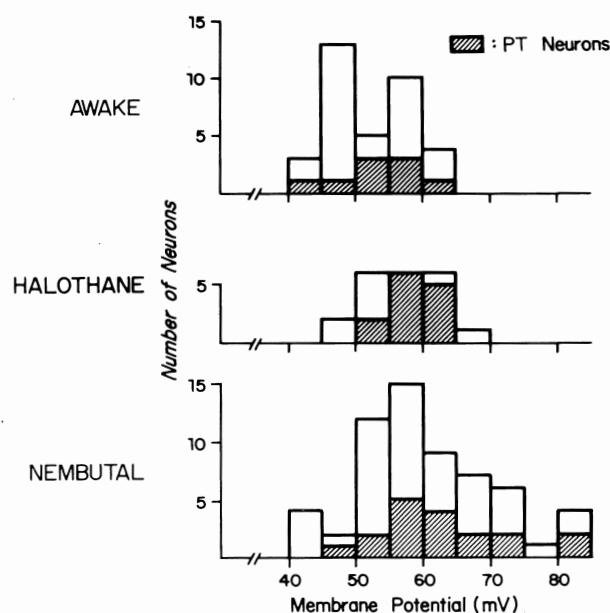 : PT Neurons
15
10
5
AWAKE
Number of Neurons
HALOTHANE
5
NEMBUTAL
15
10
5
40 50 60 70 80
Membrane Potential (mV)